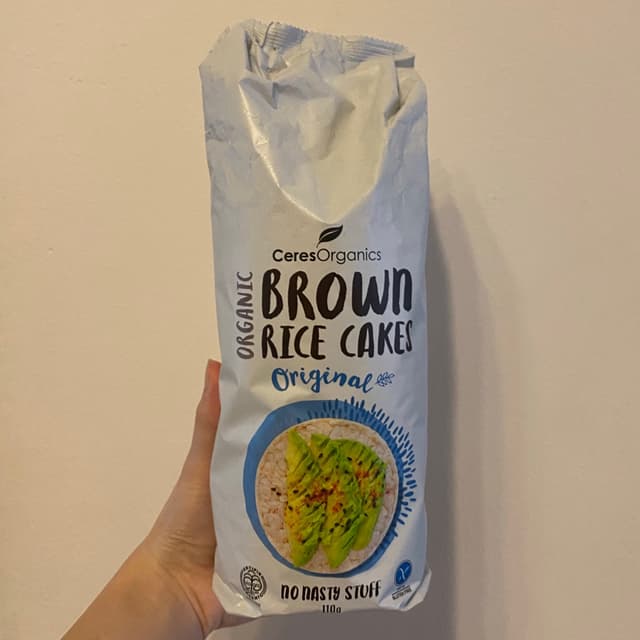 CeresOrganics
ORGANIC
BROWN
RICE CAKES
Original
NO NASTY STUFF
110g